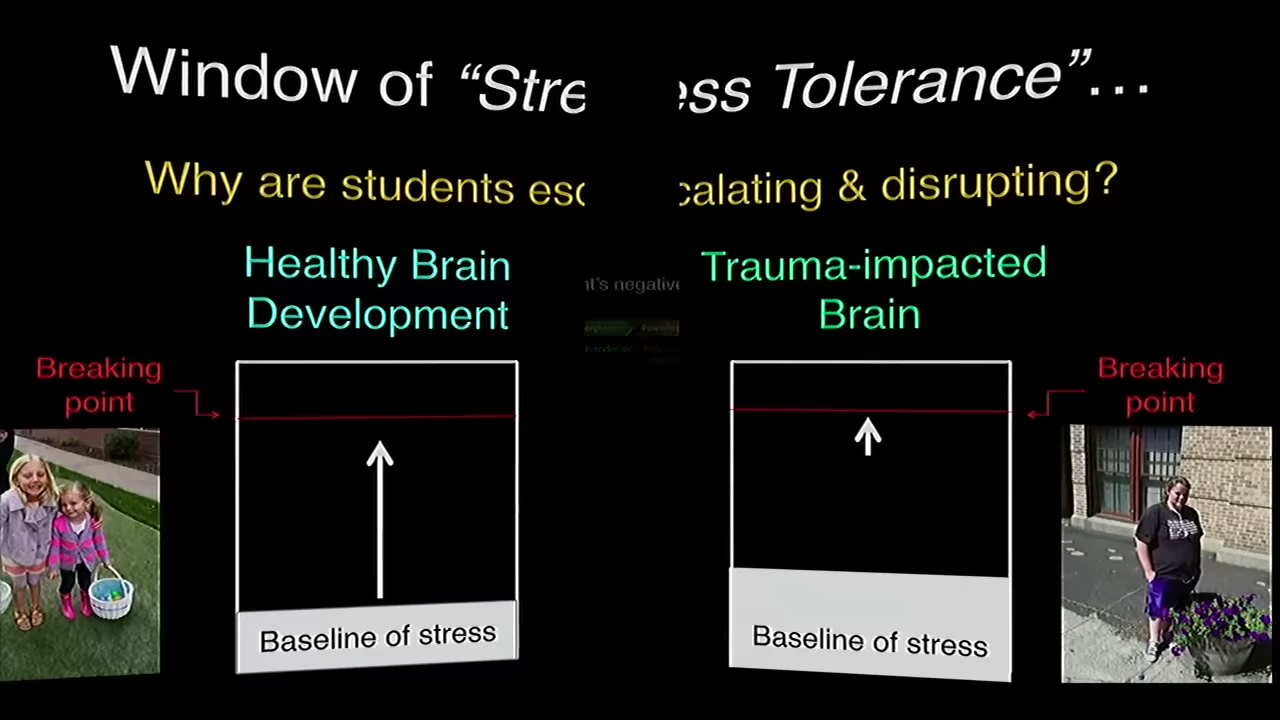 Window of “Stre ess Tolerance”...
Why are students esc calating & disrupting?
Healthy Brain
Development
Trauma-impacted
Brain
t's negative
Breaking
point
Breaking
point
Baseline of stress
Baseline of stress